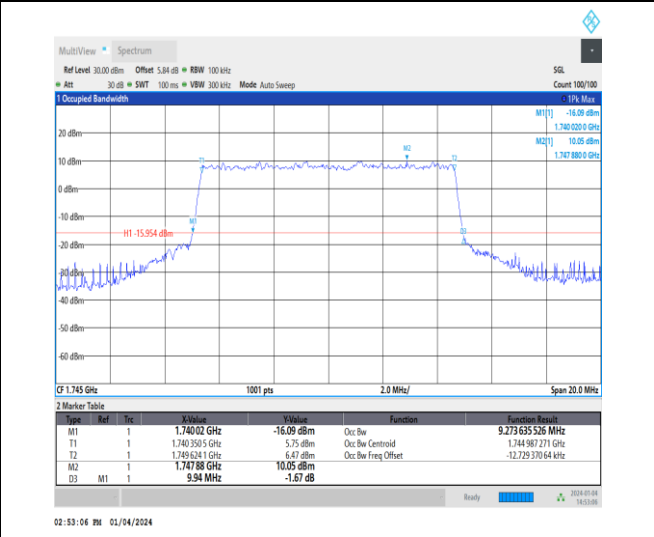 MultiView Spectrum
Ref Level 30.00 dBm Offset 5.84 dB RBW 100 kHz SGL
Att 30 dB SWT 100 ms VBW 300 kHz Mode Auto Sweep Count 100/100
1 Occupied Bandwidth 1Pk Max
M1[1] -16.09 dBm
1.740 020 0 GHz
M2[1] 10.05 dBm
1.747 880 0 GHz
20 dBm
M2
10 dBm T1 T2
0 dBm
-10 dBm
M1
H1 -15.954 dBm D3
-20 dBm
-30 dBm
-40 dBm
-50 dBm
-60 dBm
CF 1.745 GHz 1001 pts 2.0 MHz/ Span 20.0 MHz
2 Marker Table
Type Ref Trc X-Value Y-Value Function Function Result
M1 1 1.740 02 GHz -16.09 dBm Occ Bw 9.273 635 526 MHz
T1 1 1.740 350 5 GHz 5.75 dBm Occ Bw Centroid 1.744 987 271 GHz
T2 1 1.749 624 1 GHz 6.47 dBm Occ Bw Freq Offset -12.729 370 64 kHz
M2 1 1.747 88 GHz 10.05 dBm
D3 M1 1 9.94 MHz -1.67 dB
Ready 2024-01-04
14:53:06
02:53:06 PM 01/04/2024